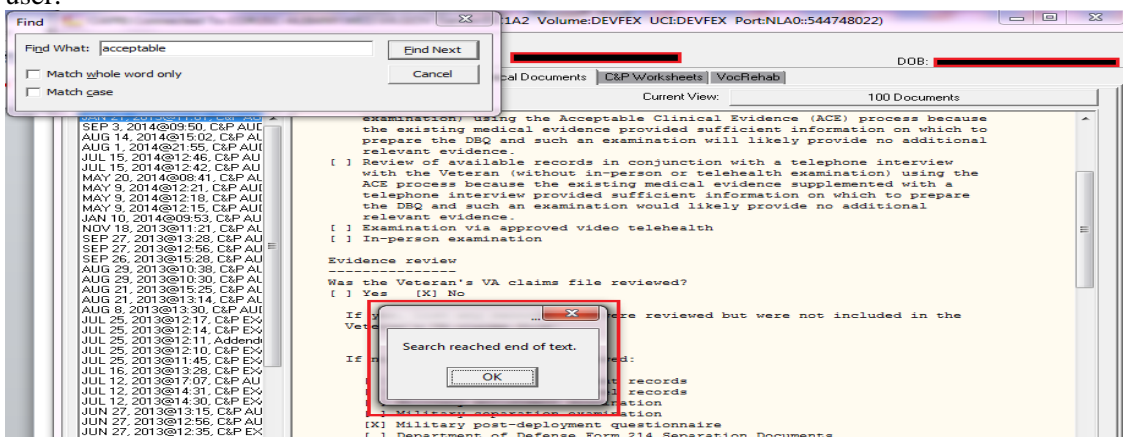 user.
Find
1A2 Volume:DEVFEX UCI:DEVFEX Port:NLA0::544748022)
Find What: acceptable
Find Next
Match whole word only
Cancel
Match case
DOB:
cal Documents C&P Worksheets VocRehab
Current View: 100 Documents
SEP 3, 2014@09:50, C&P AUD
AUG 14, 2014@15:02, C&P AU
AUG 1, 2014@21:55, C&P AUD
JUL 15, 2014@12:46, C&P AU
JUL 15, 2014@12:42, C&P AU
MAY 20, 2014@08:41, C&P AU
MAY 9, 2014@12:21, C&P AUD
MAY 9, 2014@12:18, C&P AUD
MAY 9, 2014@12:15, C&P AUD
JAN 10, 2014@09:53, C&P AU
NOV 18, 2013@11:21, C&P AU
SEP 27, 2013@13:28, C&P AU
SEP 27, 2013@12:56, C&P AU
SEP 26, 2013@15:28, C&P AU
AUG 29, 2013@10:38, C&P AU
AUG 29, 2013@10:30, C&P AU
AUG 21, 2013@15:25, C&P AU
AUG 21, 2013@13:14, C&P AU
AUG 8, 2013@13:30, C&P AUD
JUL 25, 2013@12:17, C&P EX
JUL 25, 2013@12:14, C&P EX
JUL 25, 2013@12:11, Addend
JUL 25, 2013@12:10, C&P EX
JUL 25, 2013@11:45, C&P EX
JUL 16, 2013@13:28, C&P EX
JUL 12, 2013@17:07, C&P AU
JUL 12, 2013@14:31, C&P EX
JUL 12, 2013@14:30, C&P EX
JUN 27, 2013@13:15, C&P AU
JUN 27, 2013@12:56, C&P AU
JUN 27, 2013@12:35, C&P EX
examination) using the Acceptable Clinical Evidence (ACE) process because
the existing medical evidence provided sufficient information on which to
prepare the DBQ and such an examination will likely provide no additional
relevant evidence.
[ ] Review of available records in conjunction with a telephone interview
with the Veteran (without in-person or telehealth examination) using the
ACE process because the existing medical evidence supplemented with a
telephone interview provided sufficient information on which to prepare
the DBQ and such an examination would likely provide no additional
relevant evidence.
[ ] Examination via approved video telehealth
[ ] In-person examination
Evidence review
---------------
Was the Veteran's VA claims file reviewed?
[ ] Yes [X] No
If
ere reviewed but were not included in the
Vet
...
Search reached end of text.
OK
If
ed:
records
records
[ ] Military separation examination
[X] Military post-deployment questionnaire
[ ] Department of Defense Form 214 Separation Documents